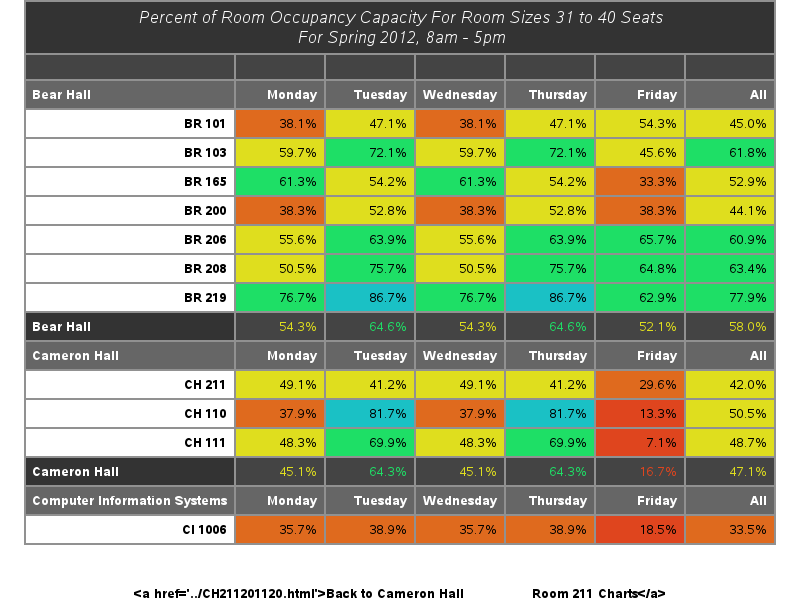 Percent of Room Occupancy Capacity For Room Sizes 31 to 40 Seats
For Spring 2012, 8am - 5pm
Bear Hall Monday Tuesday Wednesday Thursday Friday All
BR 101 38.1% 47.1% 38.1% 47.1% 54.3% 45.0%
BR 103 59.7% 72.1% 59.7% 72.1% 45.6% 61.8%
BR 165 61.3% 54.2% 61.3% 54.2% 33.3% 52.9%
BR 200 38.3% 52.8% 38.3% 52.8% 38.3% 44.1%
BR 206 55.6% 63.9% 55.6% 63.9% 65.7% 60.9%
BR 208 50.5% 75.7% 50.5% 75.7% 64.8% 63.4%
BR 219 76.7% 86.7% 76.7% 86.7% 62.9% 77.9%
Bear Hall 54.3% 64.6% 54.3% 64.6% 52.1% 58.0%
Cameron Hall Monday Tuesday Wednesday Thursday Friday All
CH 211 49.1% 41.2% 49.1% 41.2% 29.6% 42.0%
CH 110 37.9% 81.7% 37.9% 81.7% 13.3% 50.5%
CH 111 48.3% 69.9% 48.3% 69.9% 7.1% 48.7%
Cameron Hall 45.1% 64.3% 45.1% 64.3% 16.7% 47.1%
Computer Information Systems Monday Tuesday Wednesday Thursday Friday All
CI 1006 35.7% 38.9% 35.7% 38.9% 18.5% 33.5%
<a href='../CH211201120.html'>Back to Cameron Hall Room 211 Charts</a>